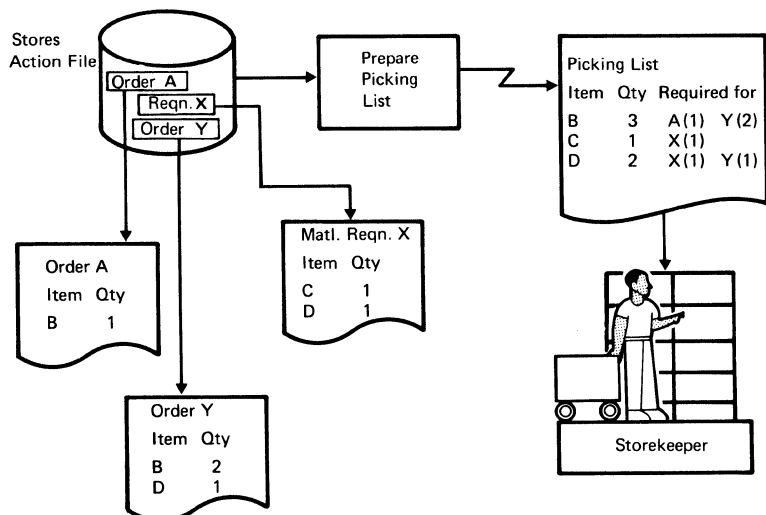 Stores
Action File
Order A
Reqn. X
Order Y
Prepare
Picking
List
Picking List
Item Qty Required for
B 3 A(1) Y(2)
C 1 X(1)
D 2 X(1) Y(1)
Order A
Item Qty
B 1
Matl. Reqn. X
Item Qty
C 1
D 1
Order Y
Item Qty
B 2
D 1
Storekeeper